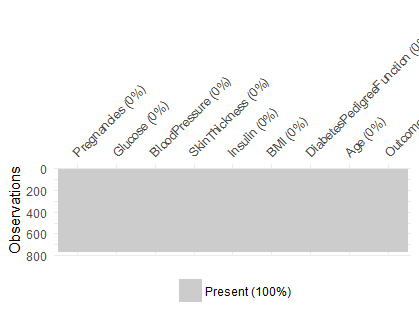 Pregnancies (0%)
Glucose (0%)
BloodPressure (0%)
SkinThickness (0%)
Insulin (0%)
BMI (0%)
DiabetesPedigreeFunction (0%
Age (0%)
Outcome
Observations
0
200
400
600
800
Present (100%)